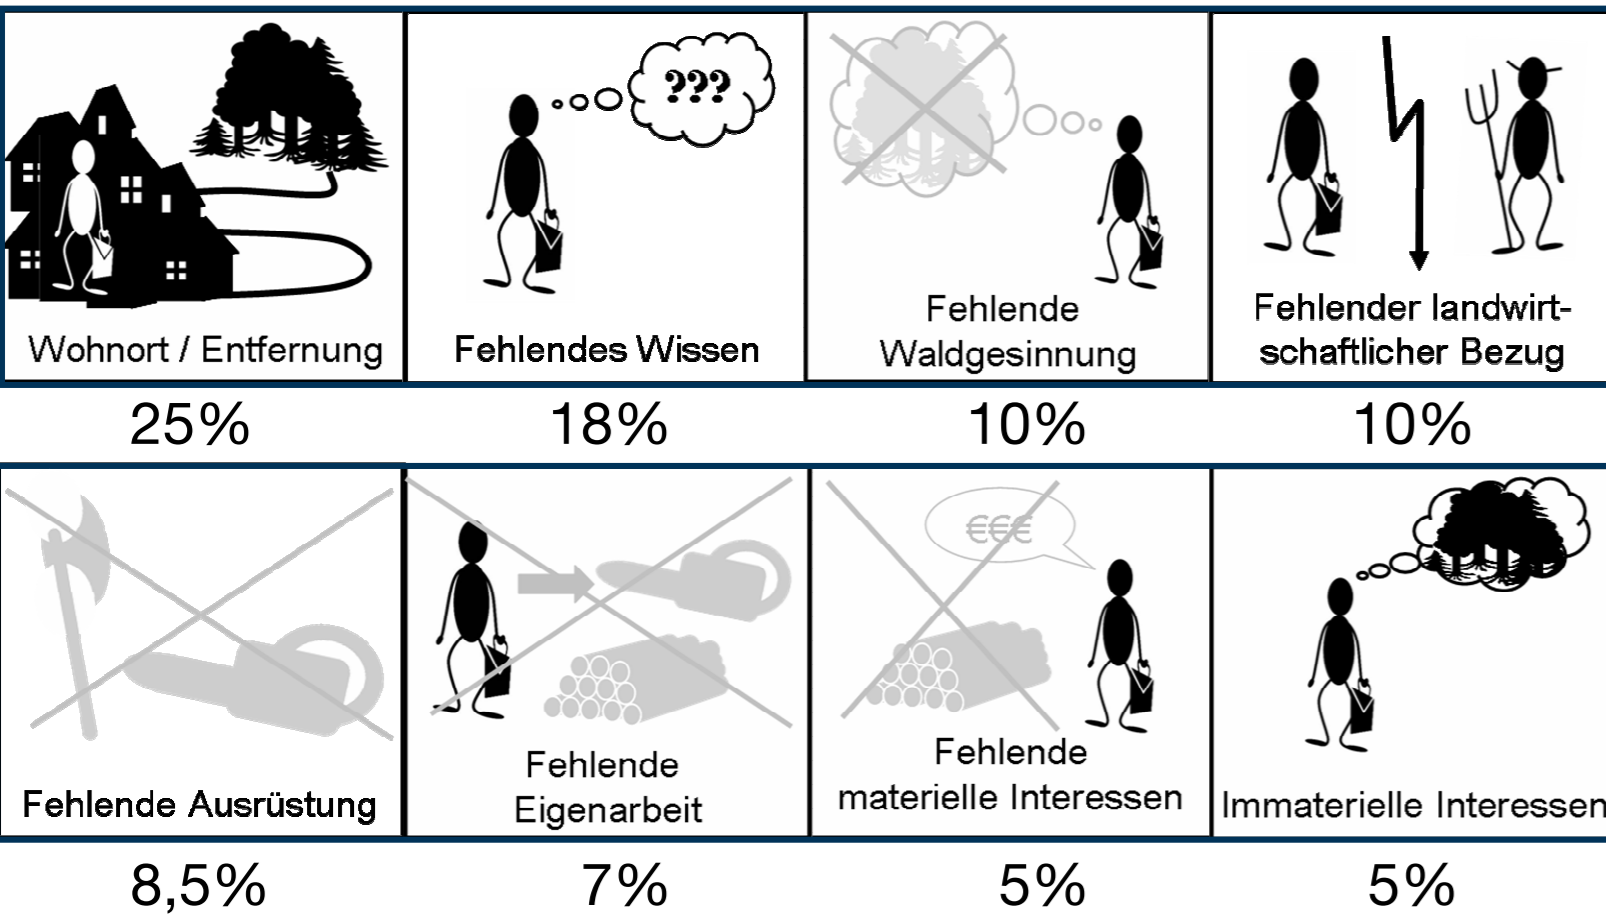 ???
Wohnort / Entfernung
Fehlendes Wissen
Fehlende
Waldgesinnung
Fehlender landwirt-
schaftlicher Bezug
25%
18%
10%
10%
€€€
Fehlende Ausrüstung
Fehlende
Eigenarbeit
Fehlende
materielle Interessen
Immaterielle Interessen
8,5%
7%
5%
5%